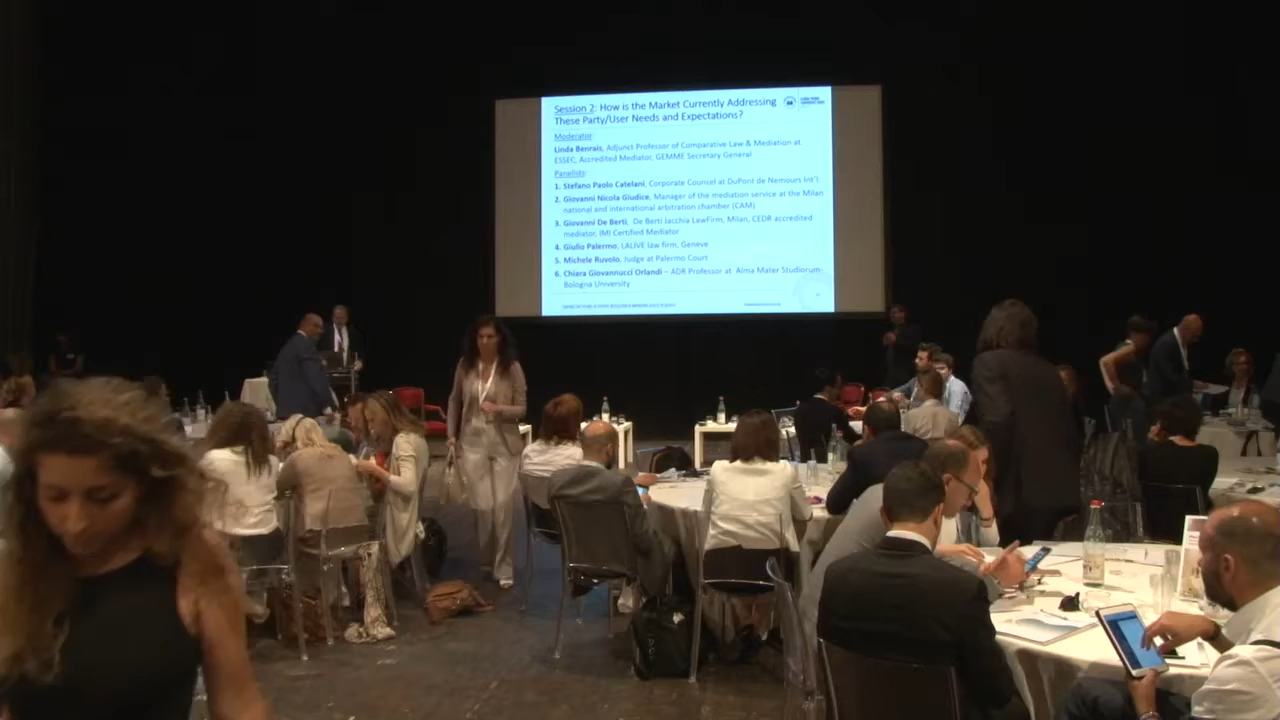 Session 2: How is the Market Currently Addressing
These Party/User Needs and Expectations?
Moderator:
Linda Benrais, Adjunct Professor of Comparative Law & Mediation at
ESSEC, Accredited Mediator, GEMME Secretary General
Panelists:
1. Stefano Paolo Catelani, Corporate Counsel at DuPont de Nemours Int'l
2. Giovanni Nicola Giudice, Manager of the mediation service at the Milan
national and international arbitration chamber (CAM)
3. Giovanni De Berti, De Berti Jacchia LawFirm, Milan, CEDR accredited
mediator, IMI Certified Mediator
4. Giulio Palermo, LALIVE law firm, Geneve
5. Michele Ruvolo, Judge at Palermo Court
6. Chiara Giovannucci Orlandi – ADR Professor at Alma Mater Studiorum-
Bologna University